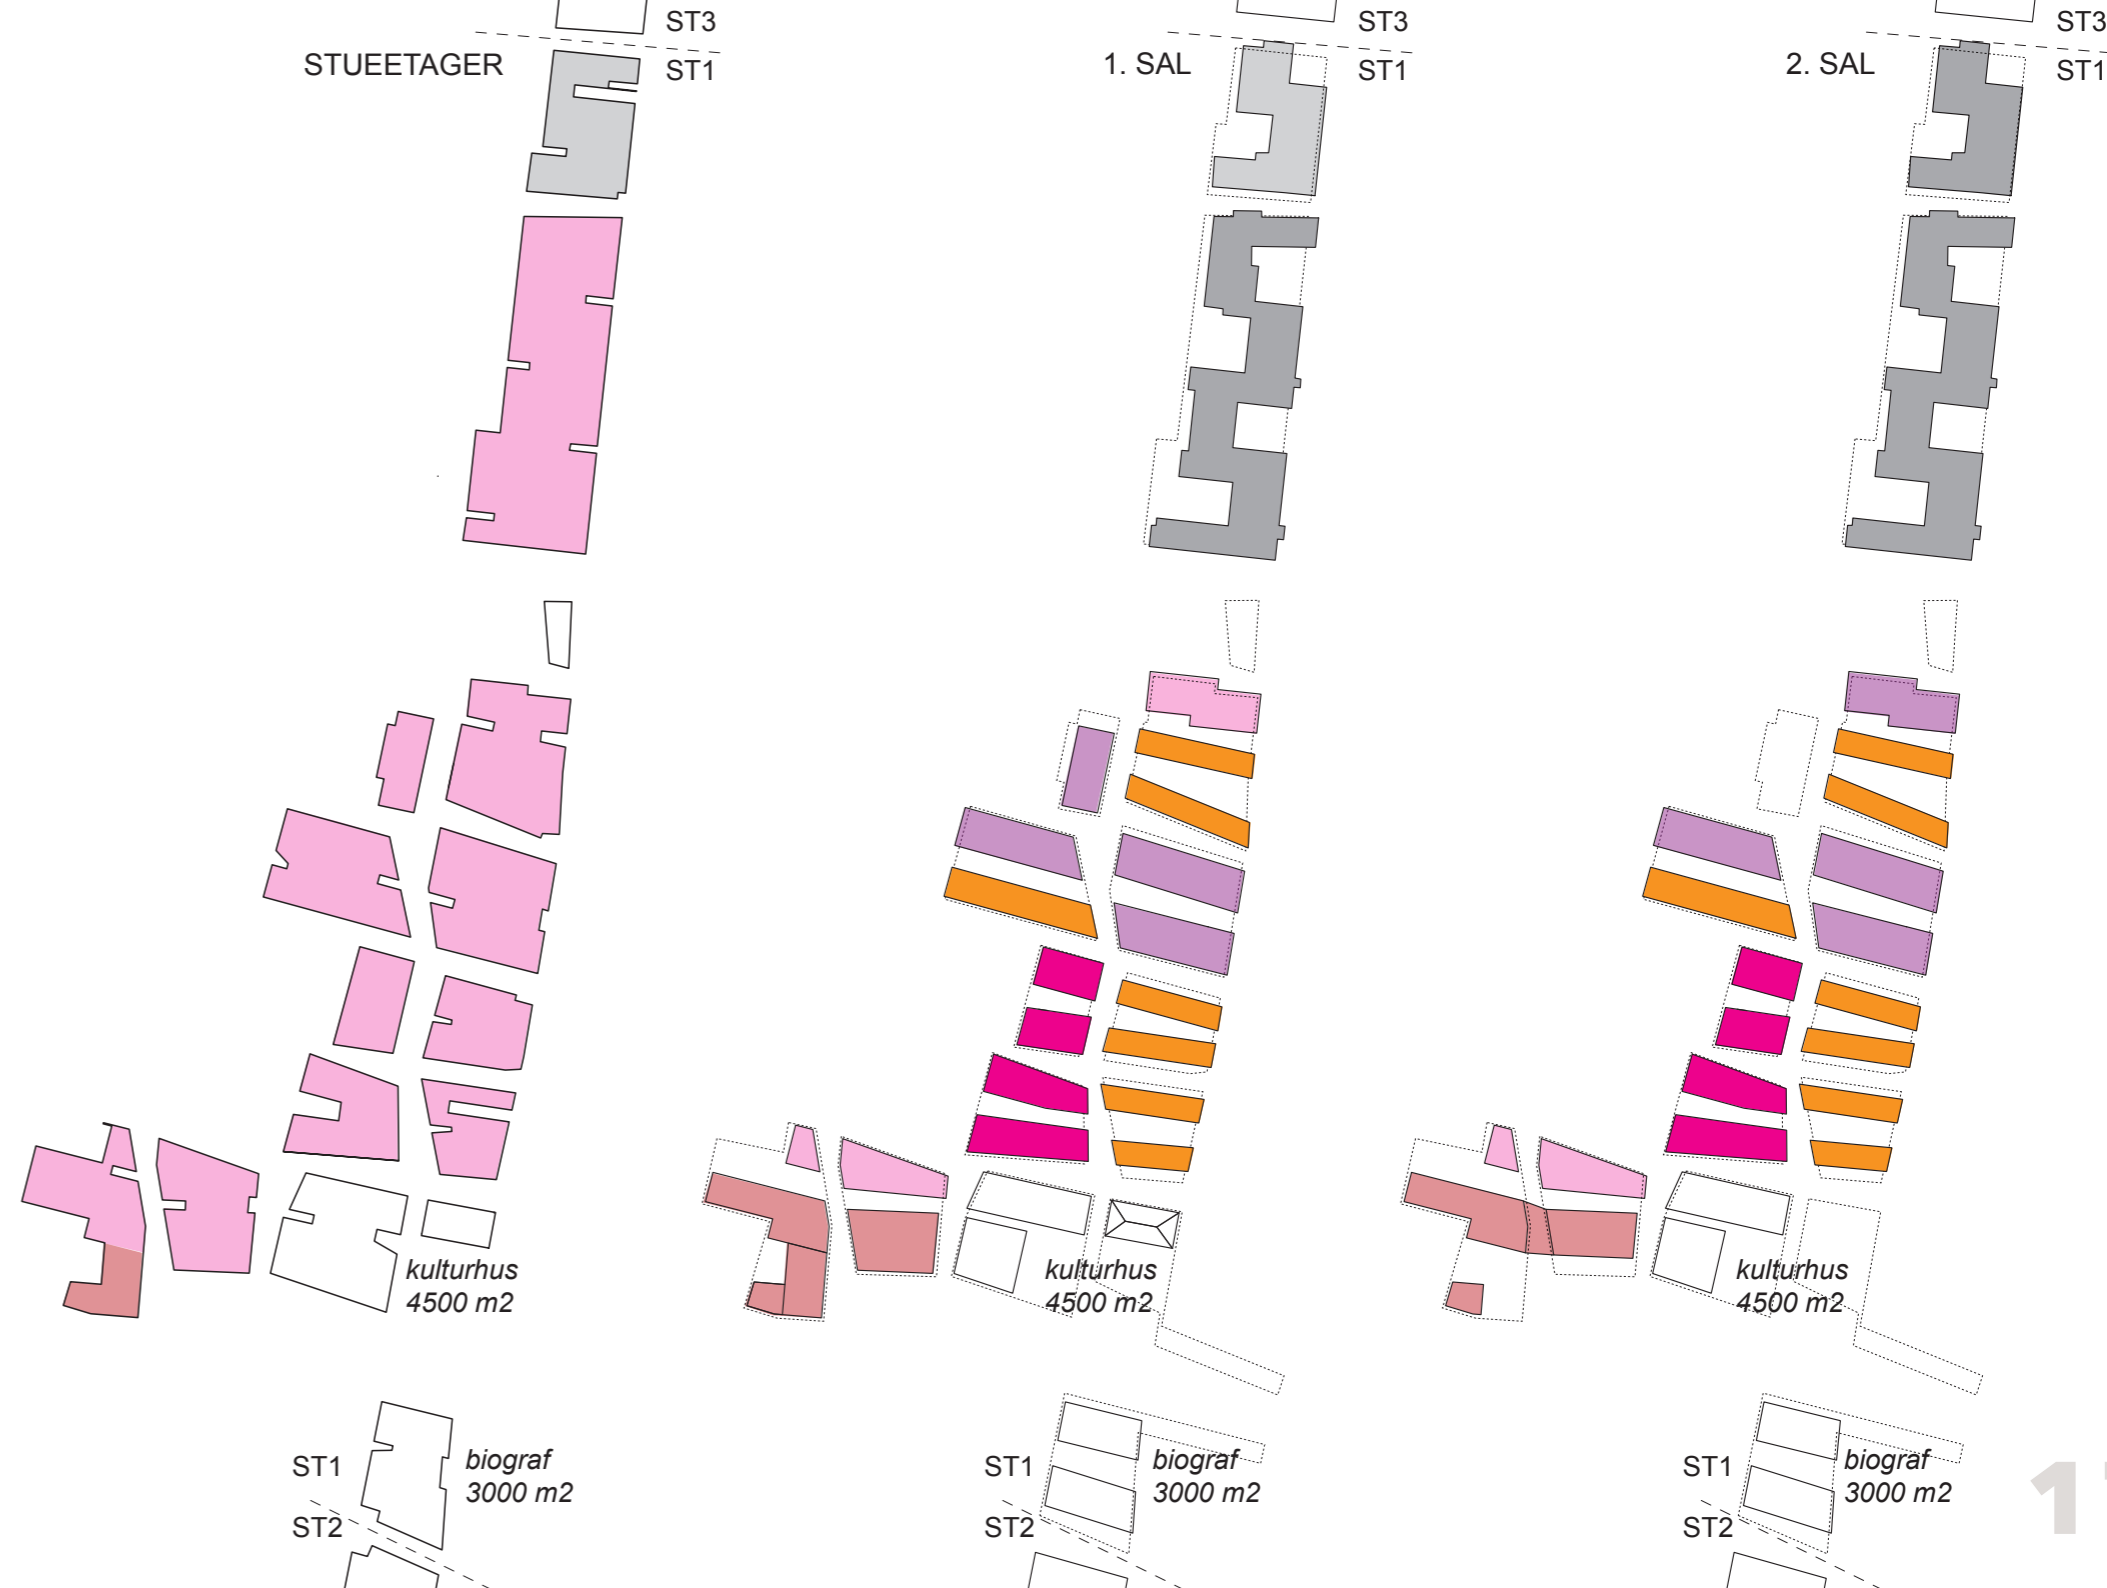 ST3
ST3
ST3
STUEETAGER
ST1
1. SAL
ST1
2. SAL
ST1
kulturhus
4500 m2
kulturhus
4500 m2
kulturhus
4500 m2
ST1
biograf
3000 m2
ST1
biograf
3000 m2
ST1
biograf
3000 m2
ST2
ST2
ST2